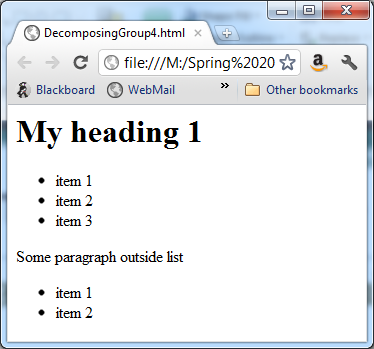 DecomposingGroup4.html
file:///M:/Spring%2020
Blackboard WebMail » Other bookmarks
My heading 1
item 1
item 2
item 3
Some paragraph outside list
item 1
item 2